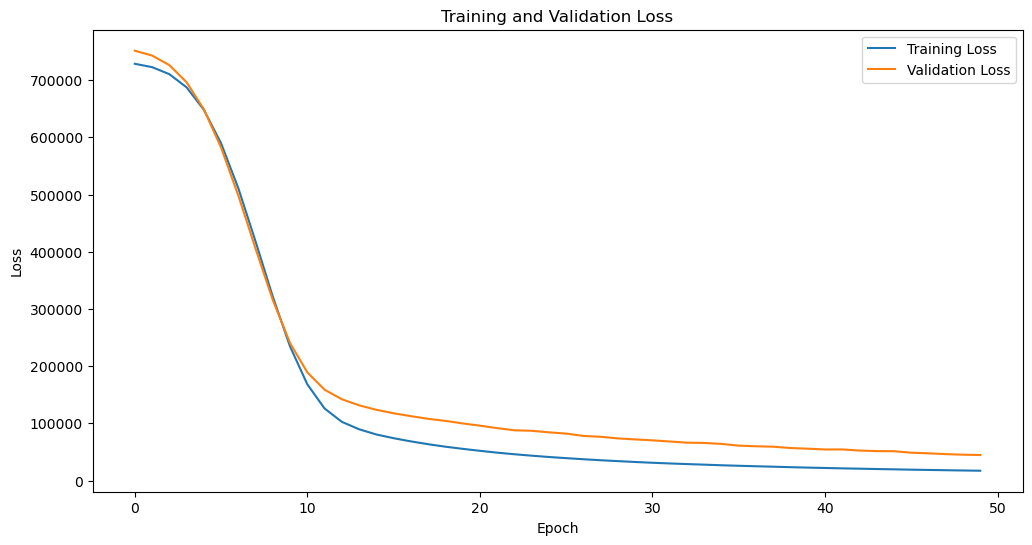 Training and Validation Loss
Training Loss
Validation Loss
700000
600000
500000
400000
300000
200000
100000
0
Loss
0 10 20 30 40 50
Epoch